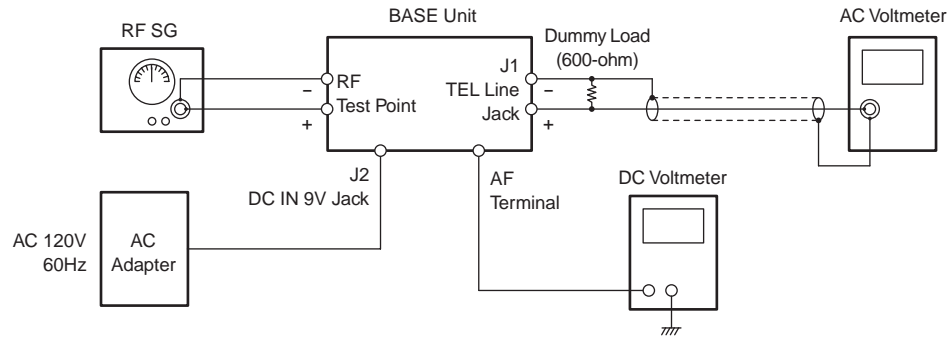 BASE Unit
AC Voltmeter
RF SG
Dummy Load
(600-ohm)
J1
RF
TEL Line
−
−
Test Point
Jack
+
+
J2
DC IN 9V Jack
AF
Terminal
DC Voltmeter
AC 120V
60Hz
AC
Adapter